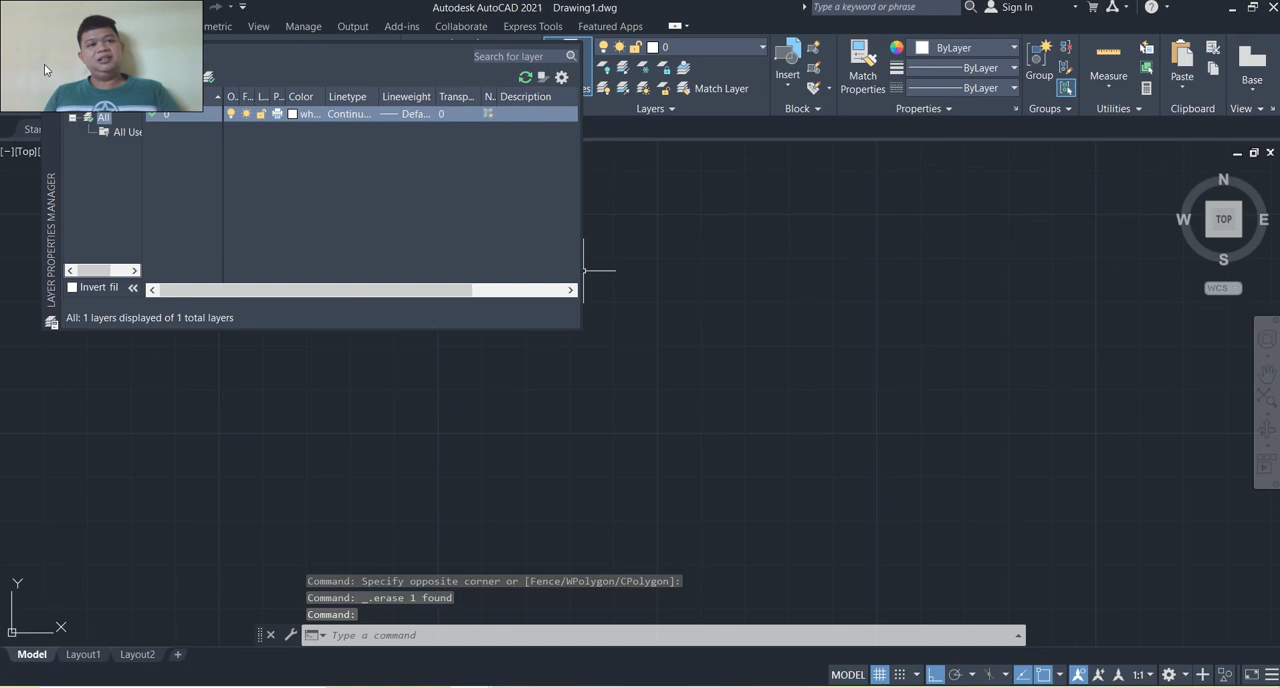 Autodesk AutoCAD 2021 Drawing1.dwg
Type a keyword or phrase
Sign In
metric View Manage Output Add-ins Collaborate Express Tools Featured Apps
Search for layer
0
Insert
Match
Properties
Match Layer
ByLayer
ByLayer
ByLayer
Group
Measure
Paste
Base
Layers
Block
Properties
Groups
Utilities
Clipboard
View
O. F... L... P... Color Linetype Lineweight Transp... N.. Description
All 0 wh... Continu... Defa... 0
All Use
Star
[−][Top][
LAYER PROPERTIES MANAGER
Invert fil
All: 1 layers displayed of 1 total layers
N
W TOP E
S
WCS
Command: Specify opposite corner or [Fence/WPolygon/CPolygon]:
Command: _.erase 1 found
Command:
Type a command
Y
X
Model Layout1 Layout2 +
MODEL 1:1